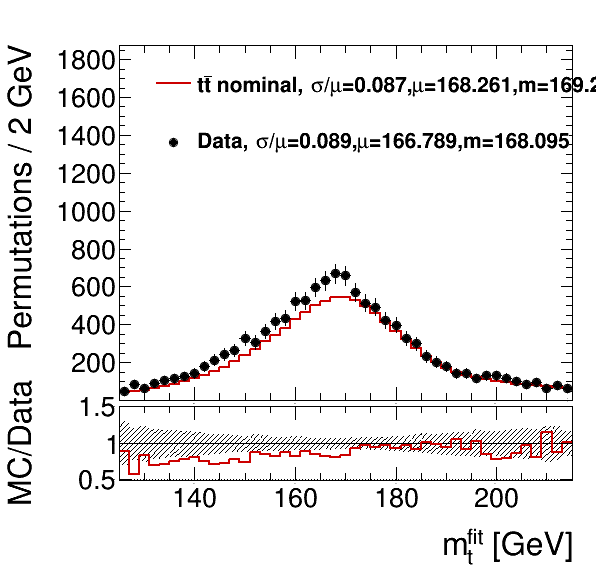 1800
1600
1400
1200
1000
800
600
400
200
Permutations / 2 GeV
tt̄ nominal, σ/μ=0.087,μ=168.261,m=169.2
Data, σ/μ=0.089,μ=166.789,m=168.095
1.5
1
0.5
MC/Data
140 160 180 200
m_t^fit [GeV]